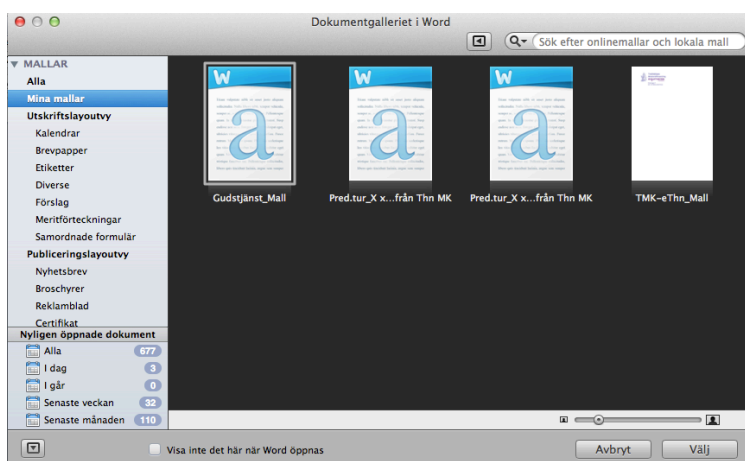 Dokumentgalleriet i Word
Sök efter onlinemallar och lokala mall
MALLAR
Alla
Mina mallar
Utskriftslayoutvy
Kalendrar
Brevpapper
Etiketter
Diverse
Förslag
Meritförteckningar
Samordnade formulär
Publiceringslayoutvy
Nyhetsbrev
Broschyrer
Reklamblad
Certifikat
Nyligen öppnade dokument
Alla 677
I dag 3
I går 0
Senaste veckan 32
Senaste månaden 110
W W W
a a a
Gudstjänst_Mall Pred.tur_X x...från Thn MK Pred.tur_X x...från Thn MK TMK-eThn_Mall
Visa inte det här när Word öppnas
Avbryt Välj